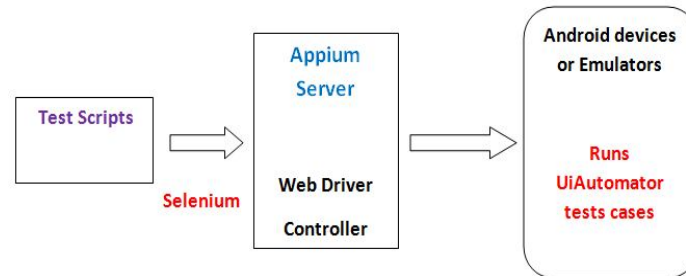 Test Scripts
Selenium
Appium
Server
Web Driver
Controller
Android devices
or Emulators
Runs
UiAutomator
tests cases